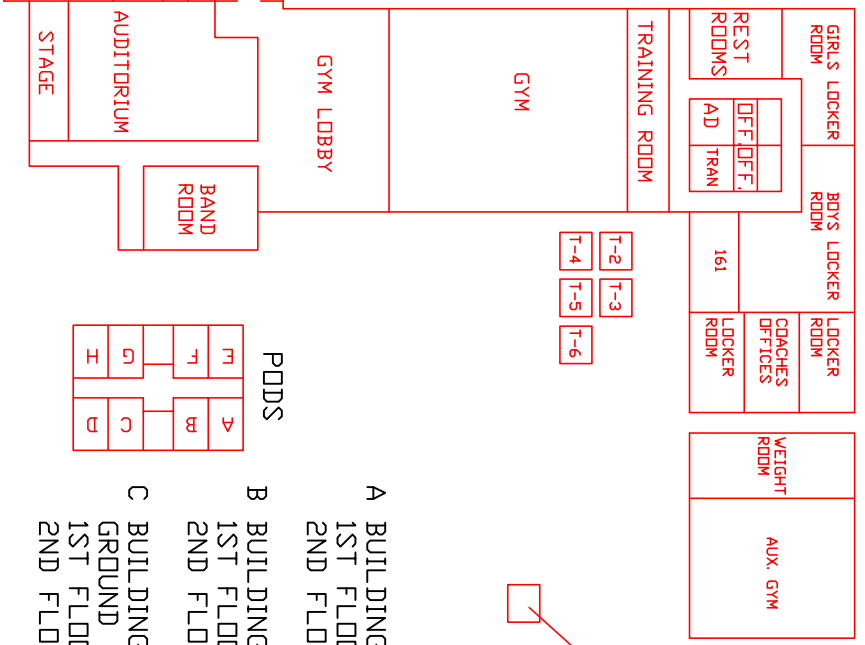 GIRLS LOCKER
ROOM
REST
ROOMS
TRAINING ROOM
GYM
GYM LOBBY
AUDITORIUM
STAGE
OFF.
OFF.
AD
TRAN
BOYS LOCKER
ROOM
BAND
ROOM
161
T-2
T-4
T-3
T-5
T-6
LOCKER
ROOM
COACHES
OFFICES
LOCKER
ROOM
PODS
E
F
G
H
A
B
C
D
WEIGHT
ROOM
AUX. GYM
A BUILDING
1ST FLOO
2ND FLO
B BUILDING
1ST FLOO
2ND FLO
C BUILDING
GROUND
1ST FLOO
2ND FLO